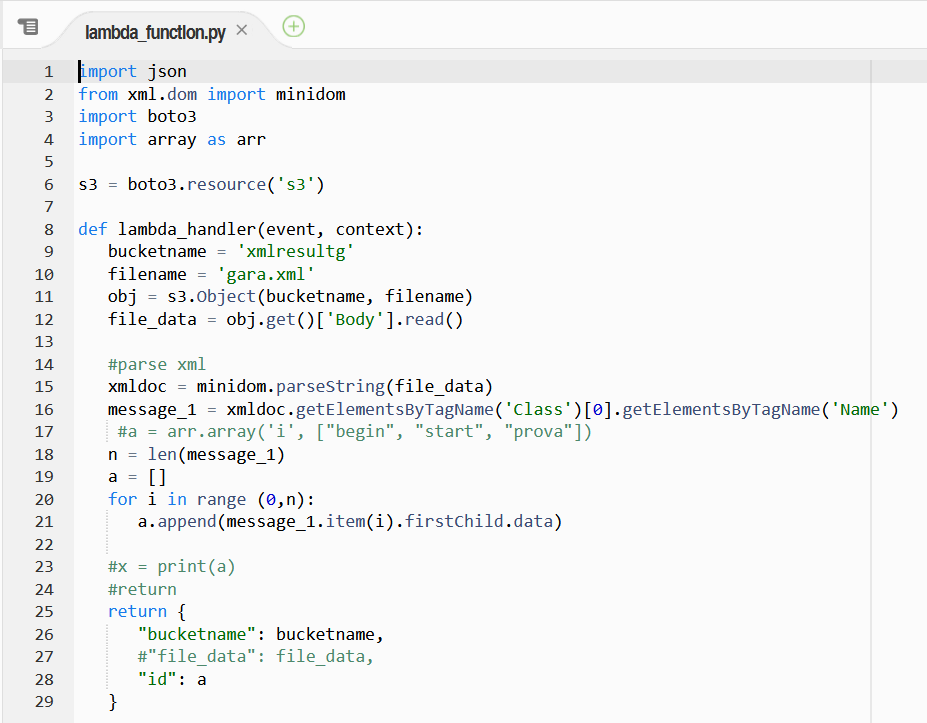 lambda_function.py ×
1 import json
2 from xml.dom import minidom
3 import boto3
4 import array as arr
5
6 s3 = boto3.resource('s3')
7
8 def lambda_handler(event, context):
9    bucketname = 'xmlresultg'
10    filename = 'gara.xml'
11    obj = s3.Object(bucketname, filename)
12    file_data = obj.get()['Body'].read()
13
14    #parse xml
15    xmldoc = minidom.parseString(file_data)
16    message_1 = xmldoc.getElementsByTagName('Class')[0].getElementsByTagName('Name')
17     #a = arr.array('i', ["begin", "start", "prova"])
18    n = len(message_1)
19    a = []
20    for i in range (0,n):
21       a.append(message_1.item(i).firstChild.data)
22
23    #x = print(a)
24    #return
25    return {
26       "bucketname": bucketname,
27       #"file_data": file_data,
28       "id": a
29    }